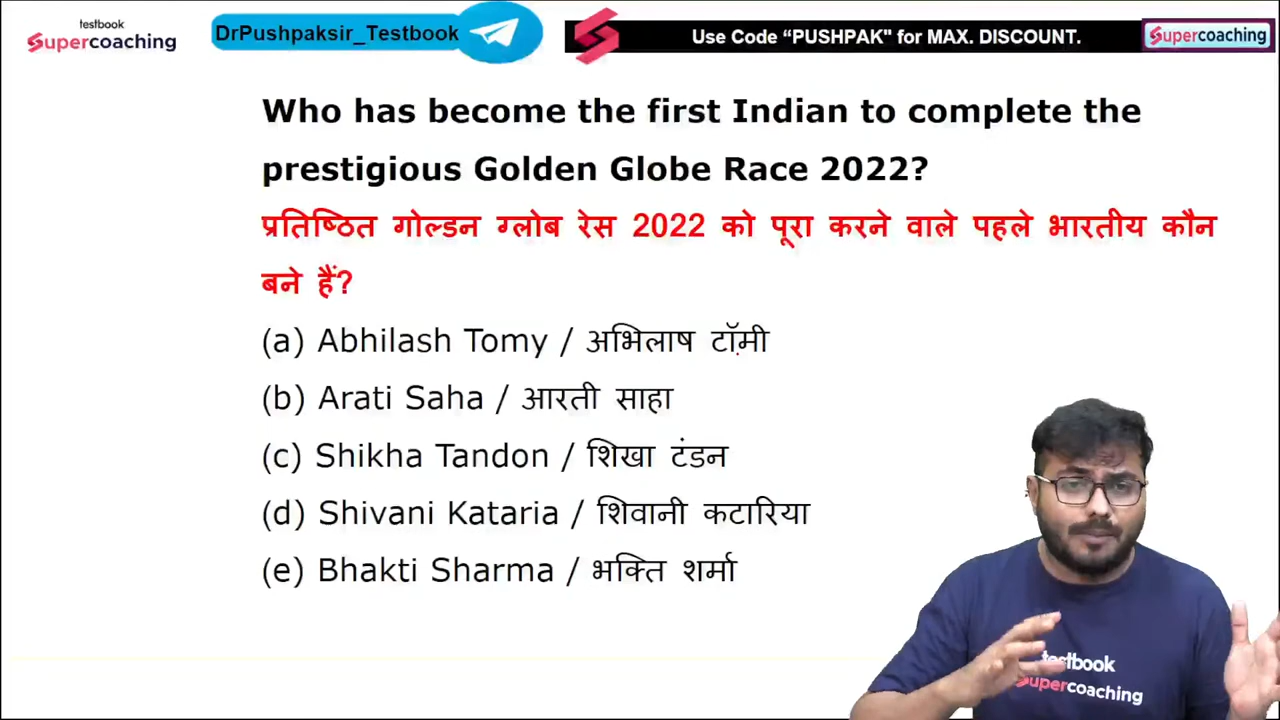 testbook
Supercoaching
DrPushpaksir_Testbook
Use Code “PUSHPAK" for MAX. DISCOUNT.
Supercoaching
Who has become the first Indian to complete the
prestigious Golden Globe Race 2022?
प्रतिष्ठित गोल्डन ग्लोब रेस 2022 को पूरा करने वाले पहले भारतीय कौन
बने हैं?
(a) Abhilash Tomy / अभिलाष टॉमी
(b) Arati Saha / आरती साहा
(c) Shikha Tandon / शिखा टंडन
(d) Shivani Kataria / शिवानी कटारिया
(e) Bhakti Sharma / भक्ति शर्मा
testbook
Supercoaching